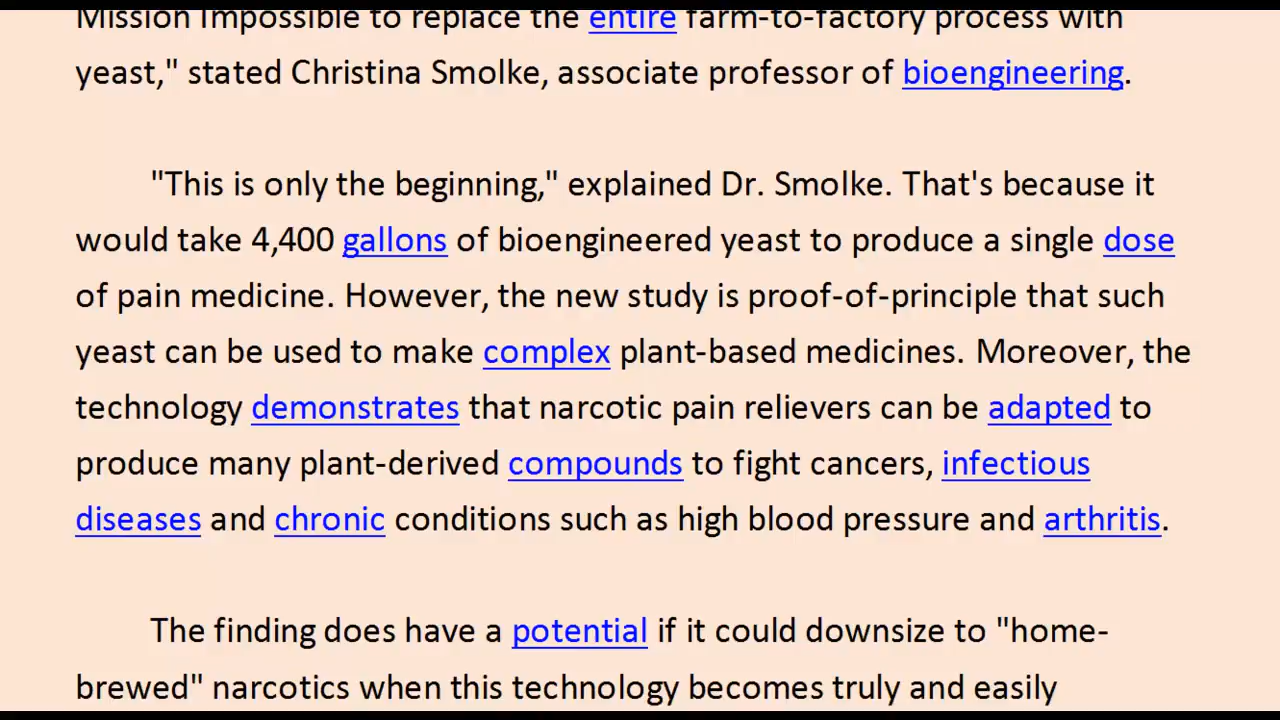 Mission Impossible to replace the entire farm-to-factory process with
yeast," stated Christina Smolke, associate professor of bioengineering.
"This is only the beginning," explained Dr. Smolke. That's because it
would take 4,400 gallons of bioengineered yeast to produce a single dose
of pain medicine. However, the new study is proof-of-principle that such
yeast can be used to make complex plant-based medicines. Moreover, the
technology demonstrates that narcotic pain relievers can be adapted to
produce many plant-derived compounds to fight cancers, infectious
diseases and chronic conditions such as high blood pressure and arthritis.
The finding does have a potential if it could downsize to "home-
brewed" narcotics when this technology becomes truly and easily